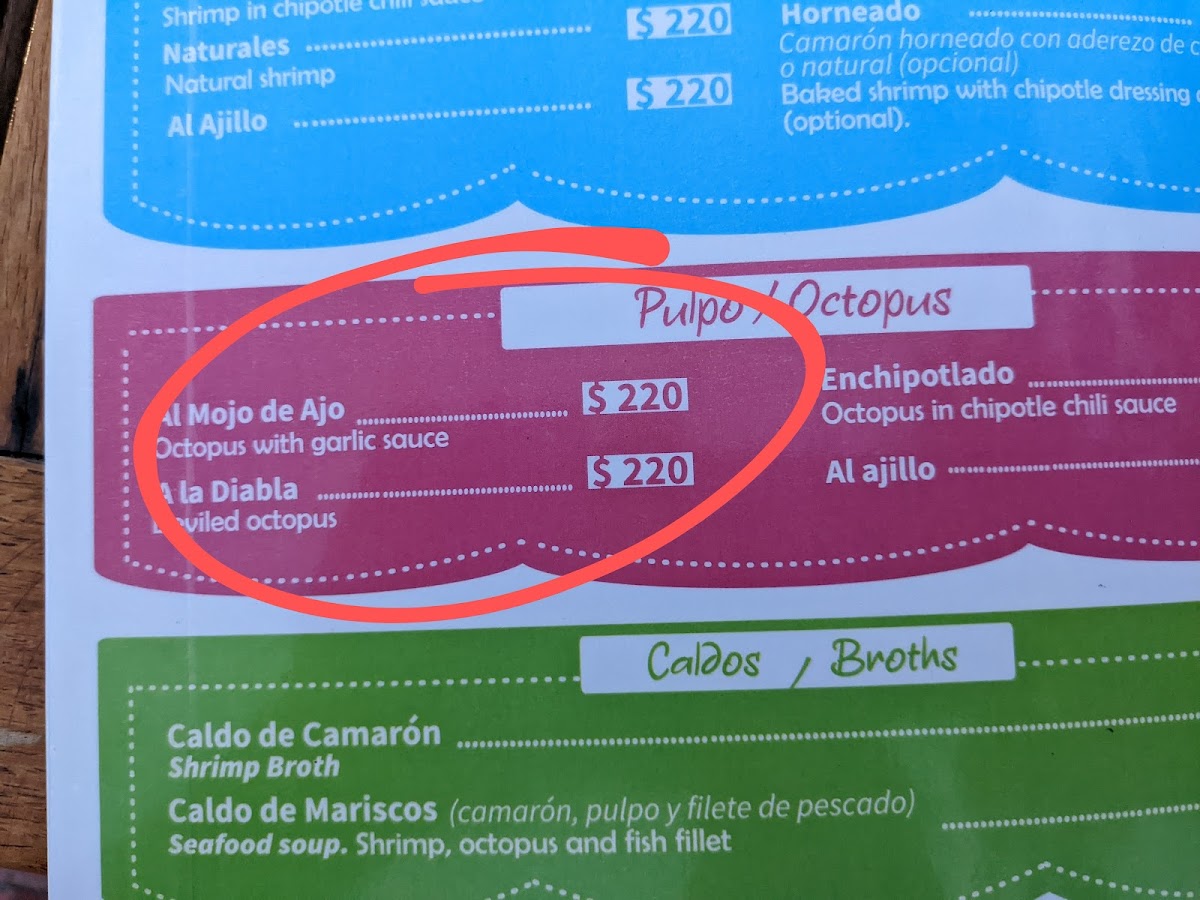 Shrimp in chipotle chili sauce
Naturales $ 220
Natural shrimp
Al Ajillo $ 220
Horneado
Camarón horneado con aderezo de
o natural (opcional)
Baked shrimp with chipotle dressing
(optional).
Pulpo / Octopus
Al Mojo de Ajo $ 220
Octopus with garlic sauce
A la Diabla $ 220
Deviled octopus
Enchipotlado
Octopus in chipotle chili sauce
Al ajillo
Caldos / Broths
Caldo de Camarón
Shrimp Broth
Caldo de Mariscos (camarón, pulpo y filete de pescado)
Seafood soup. Shrimp, octopus and fish fillet